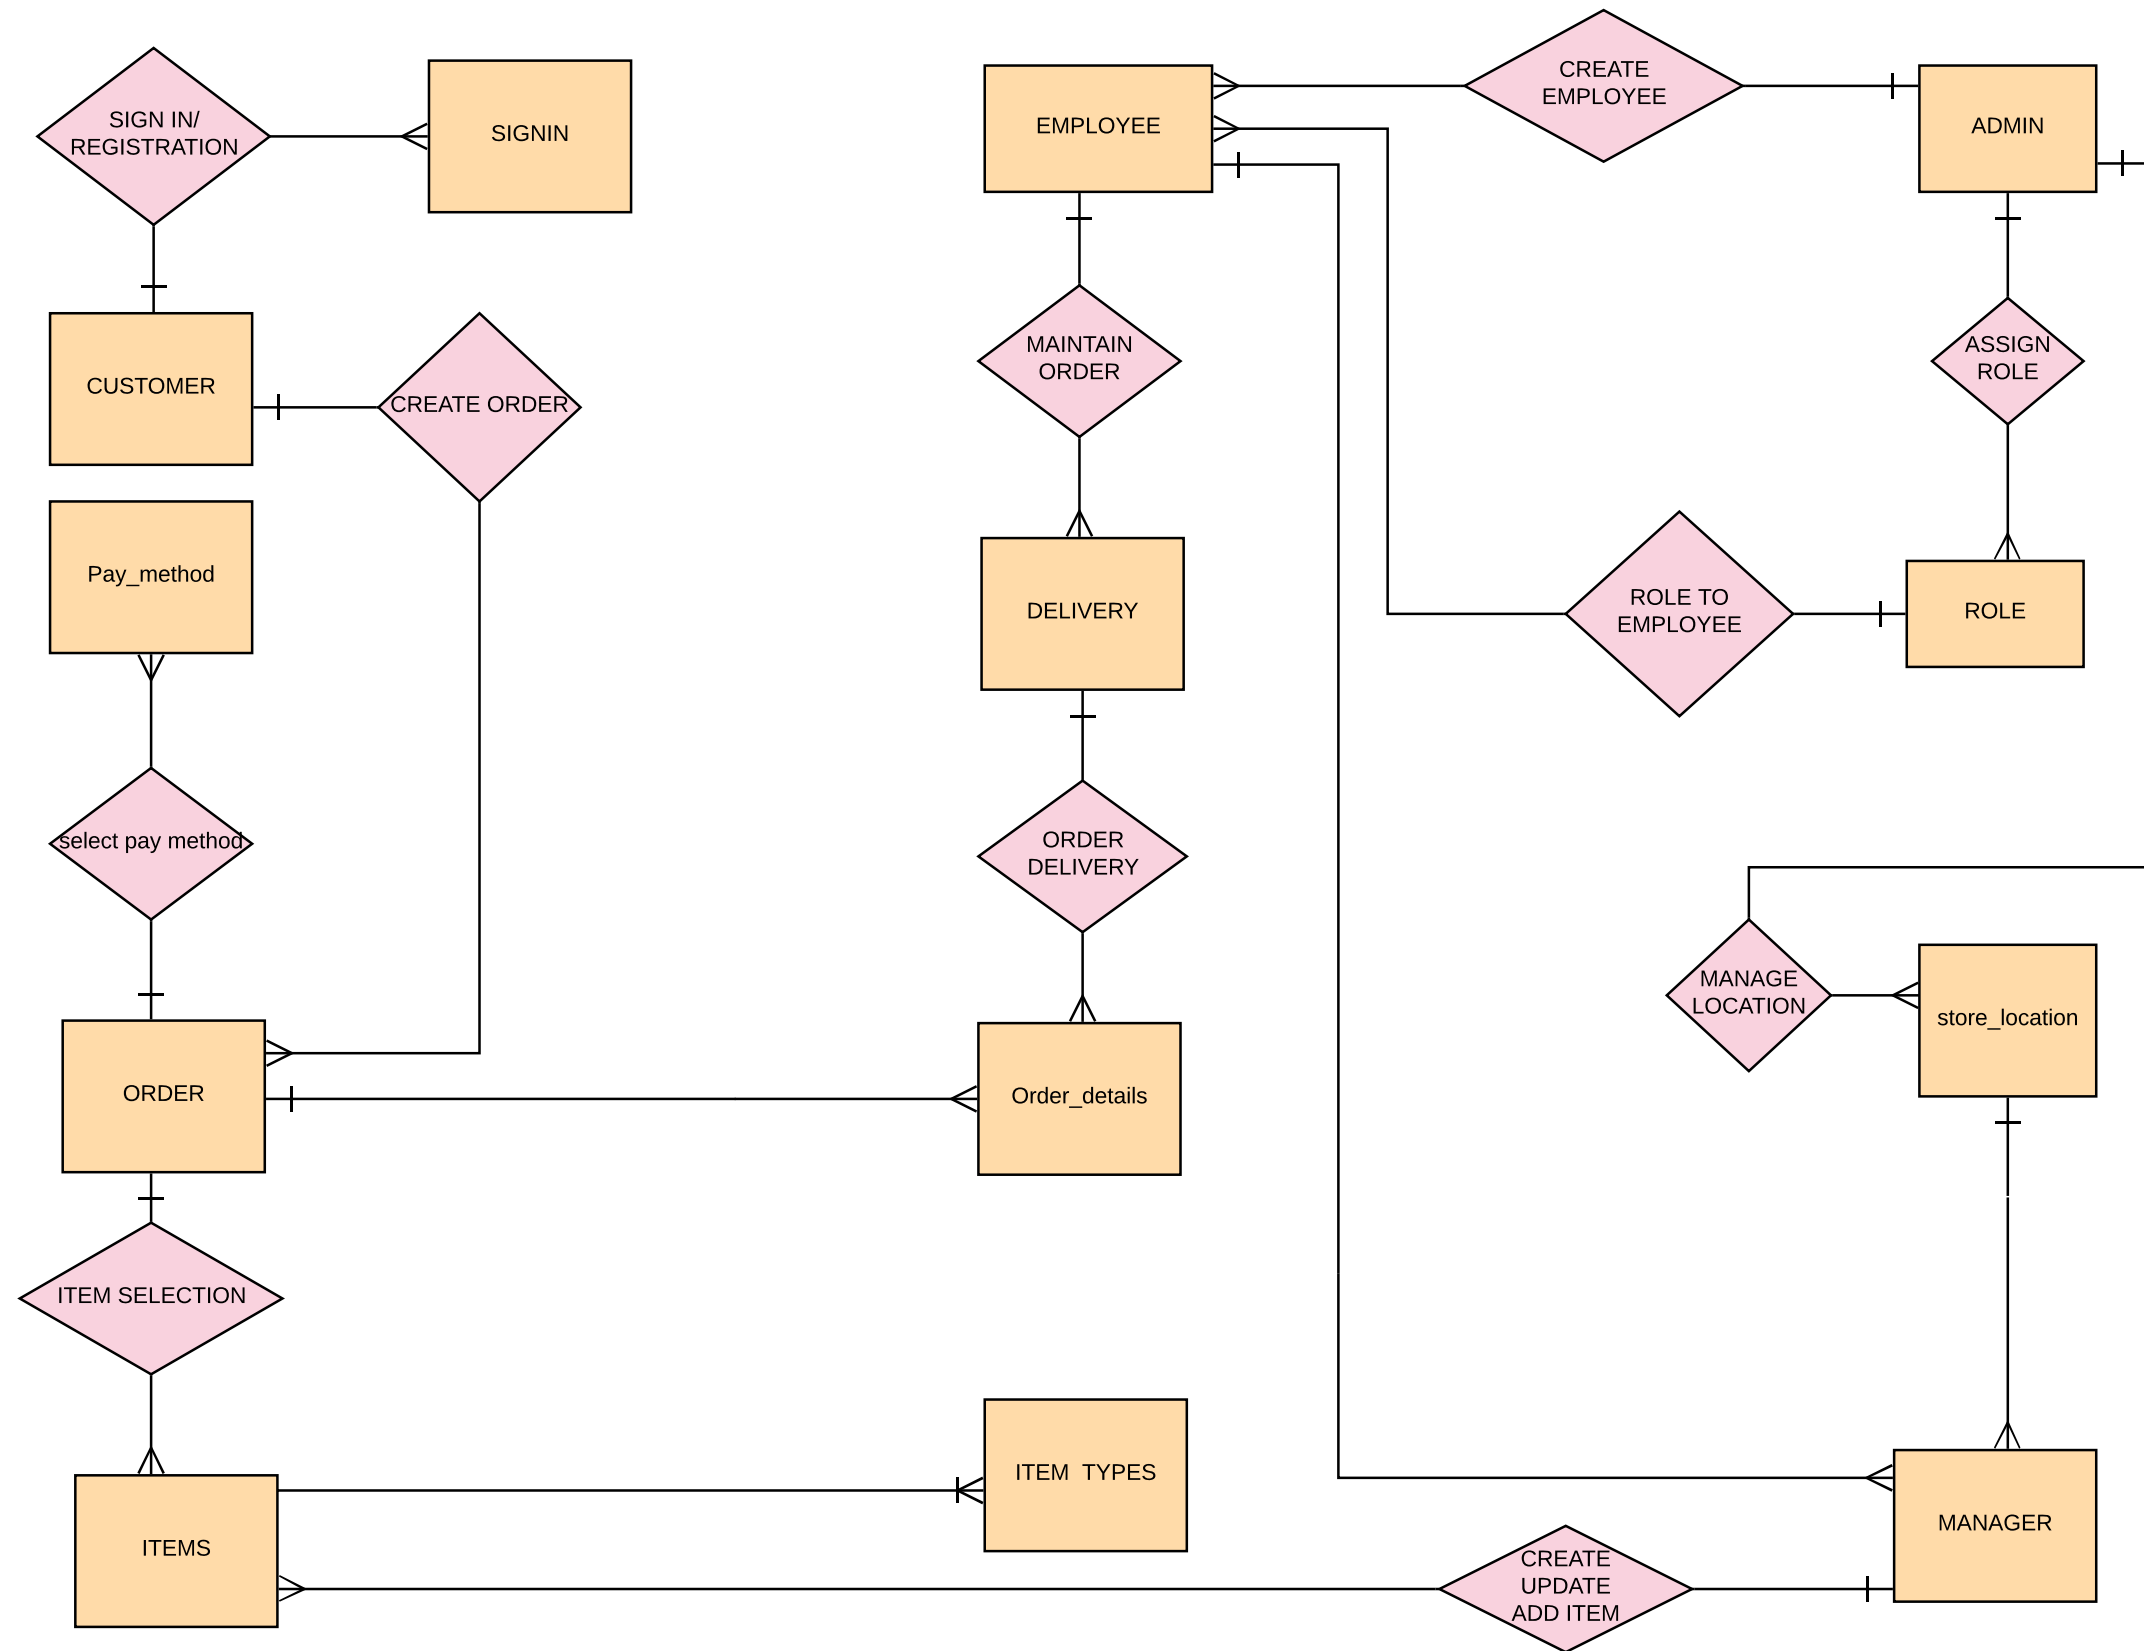 CREATE
EMPLOYEE
SIGN IN/
REGISTRATION
SIGNIN
EMPLOYEE
ADMIN
CUSTOMER
CREATE ORDER
MAINTAIN
ORDER
ASSIGN
ROLE
Pay_method
DELIVERY
ROLE TO
EMPLOYEE
ROLE
select pay method
ORDER
DELIVERY
MANAGE
LOCATION
store_location
ORDER
Order_details
ITEM SELECTION
ITEM  TYPES
ITEMS
MANAGER
CREATE
UPDATE
ADD ITEM